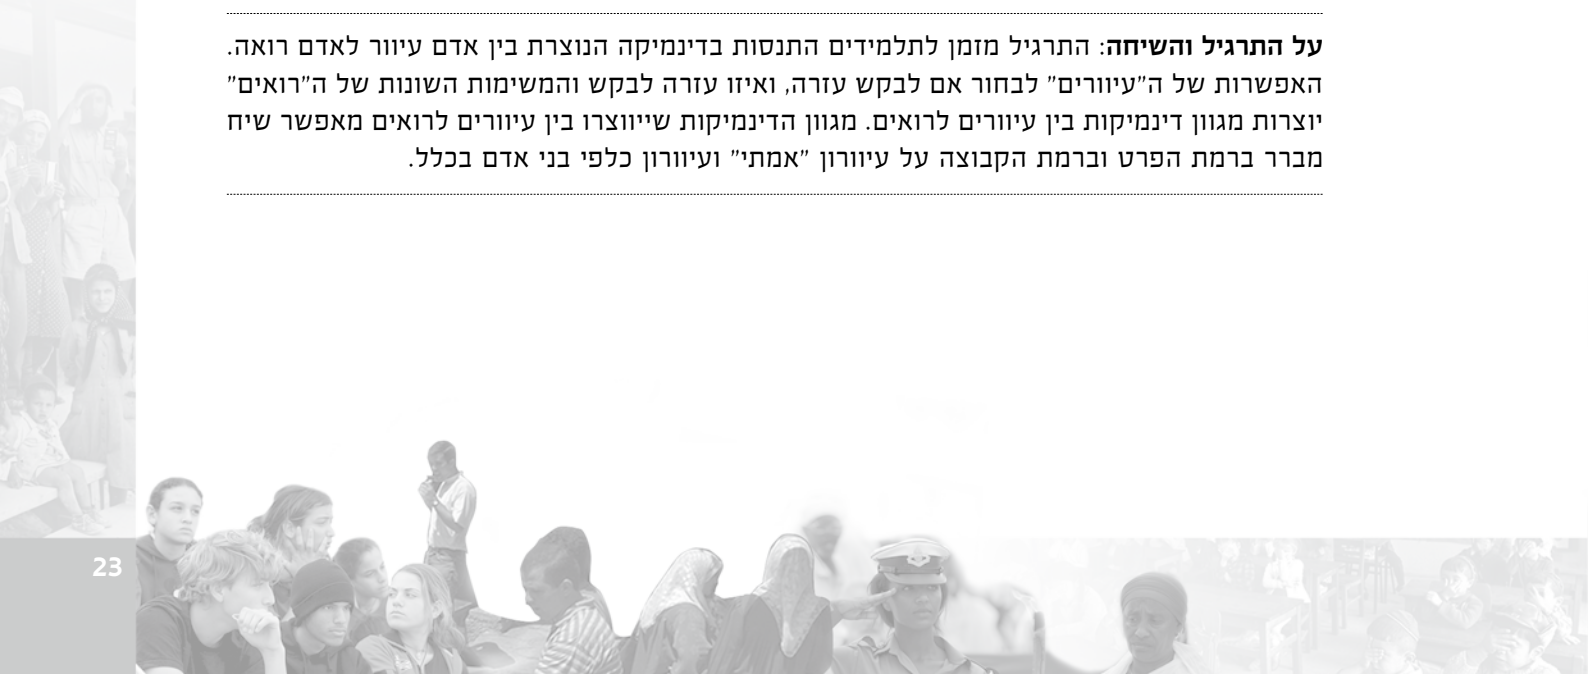 על התרגיל והשיחה: התרגיל מזמן לתלמידים התנסות בדינמיקה הנוצרת בין אדם עיוור לאדם רואה.
האפשרות של ה"עיוורים" לבחור אם לבקש עזרה, ואיזו עזרה לבקש והמשימות השונות של ה"רואים"
יוצרות מגוון דינמיקות בין עיוורים לרואים. מגוון הדינמיקות שייווצרו בין עיוורים לרואים מאפשר שיח
מברר ברמת הפרט וברמת הקבוצה על עיוורון "אמתי" ועיוורון כלפי בני אדם בכלל.
23